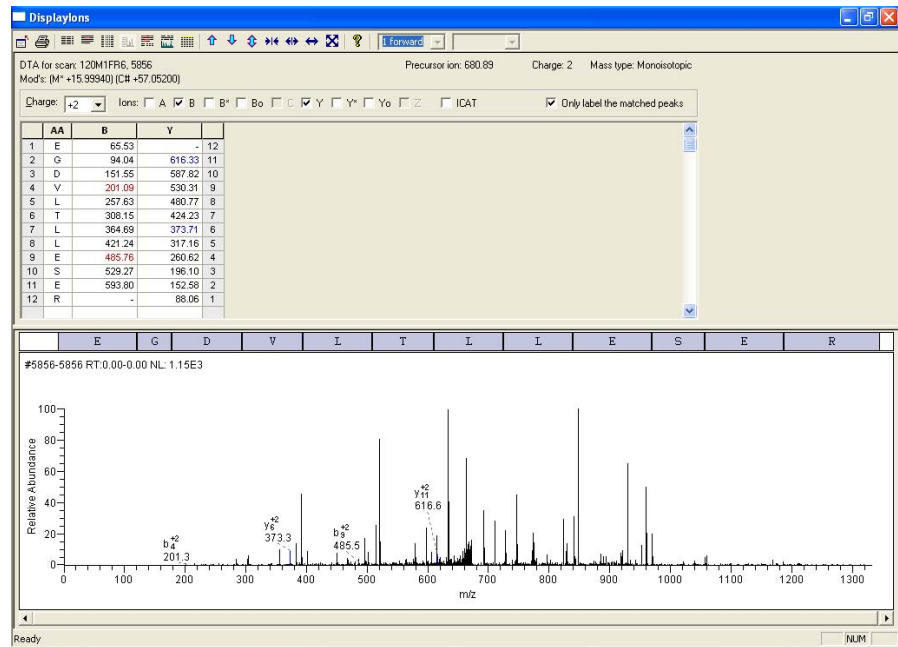 DisplayIons
1 forward
DTA for scan: 120M1FR6, 5856 Precursor ion: 680.89 Charge: 2 Mass type: Monoisotopic
Mod's: (M* +15.99940) (C# +57.05200)
Charge: +2 Ions: A B B* Bo C Y Y* Yo Z ICAT Only label the matched peaks
AA B Y
1 E 65.53 - 12
2 G 94.04 616.33 11
3 D 151.55 587.82 10
4 V 201.09 530.31 9
5 L 257.63 480.77 8
6 T 308.15 424.23 7
7 L 364.69 373.71 6
8 L 421.24 317.16 5
9 E 485.76 260.62 4
10 S 529.27 196.10 3
11 E 593.80 152.58 2
12 R - 88.06 1
E G D V L T L L E S E R
#5856-5856 RT:0.00-0.00 NL: 1.15E3
Relative Abundance
100
80
60
40
20
0
b4+2
201.3
y6+2
373.3
b9+2
485.5
y11+2
616.6
0 100 200 300 400 500 600 700 800 900 1000 1100 1200 1300
m/z
Ready NUM